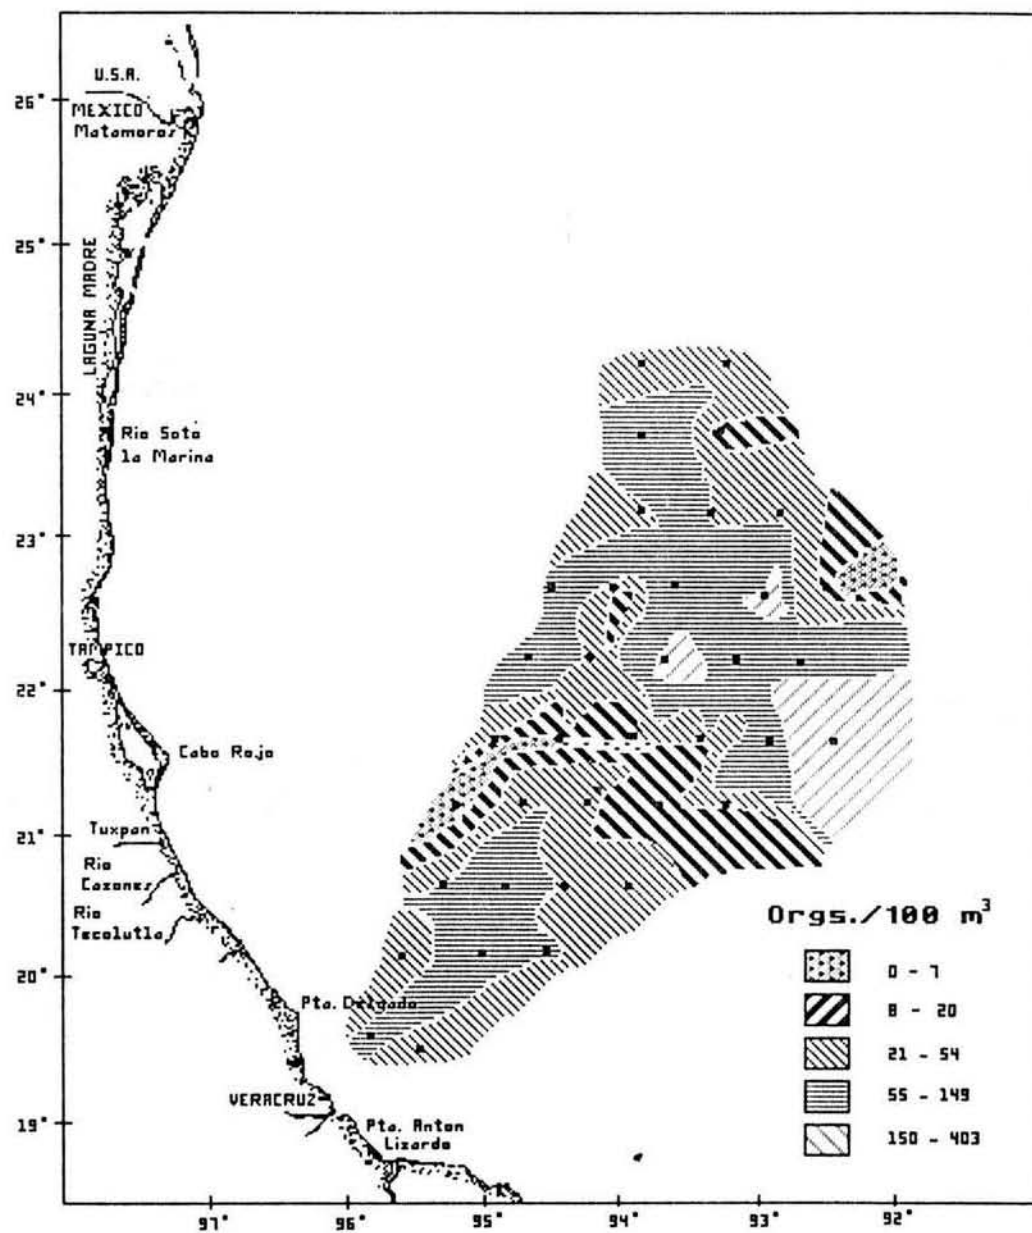 U.S.A.
26°
MEXICO
Matamoros
25°
LAGUNA MADRE
24°
Rio Soto
la Marina
23°
TAMPICO
22°
Cabo Rojo
21°
Tuxpan
Rio
Cazones
Rio
Tecolutla
20°
Pta. Delgada
VERACRUZ
19°
Pta. Anton
Lizardo
Orgs./100 m³
0 - 7
8 - 20
21 - 54
55 - 149
150 - 403
91° 96° 95° 94° 93° 92°